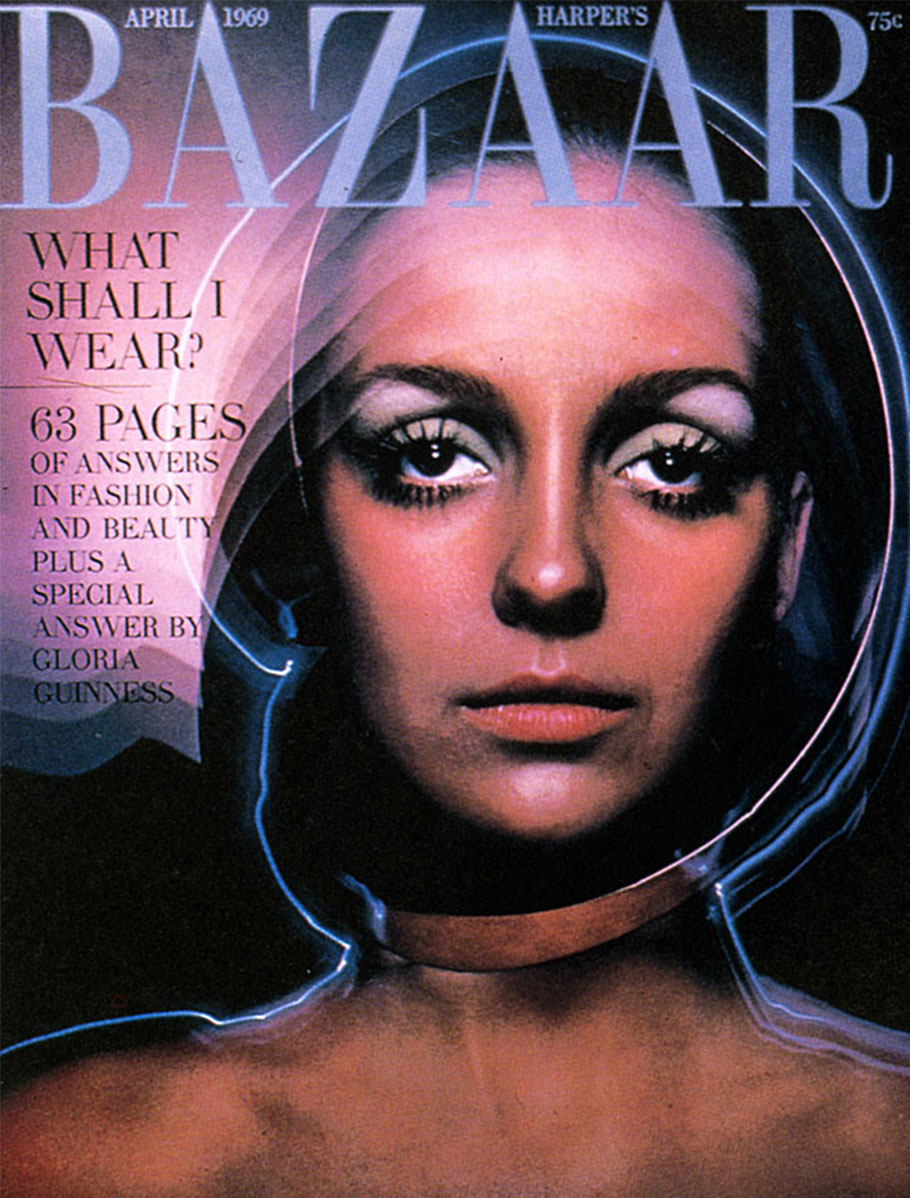 APRIL 1969 HARPER'S 75c
BAZAAR
WHAT
SHALL I
WEAR?
63 PAGES
OF ANSWERS
IN FASHION
AND BEAUTY
PLUS A
SPECIAL
ANSWER BY
GLORIA
GUINNESS